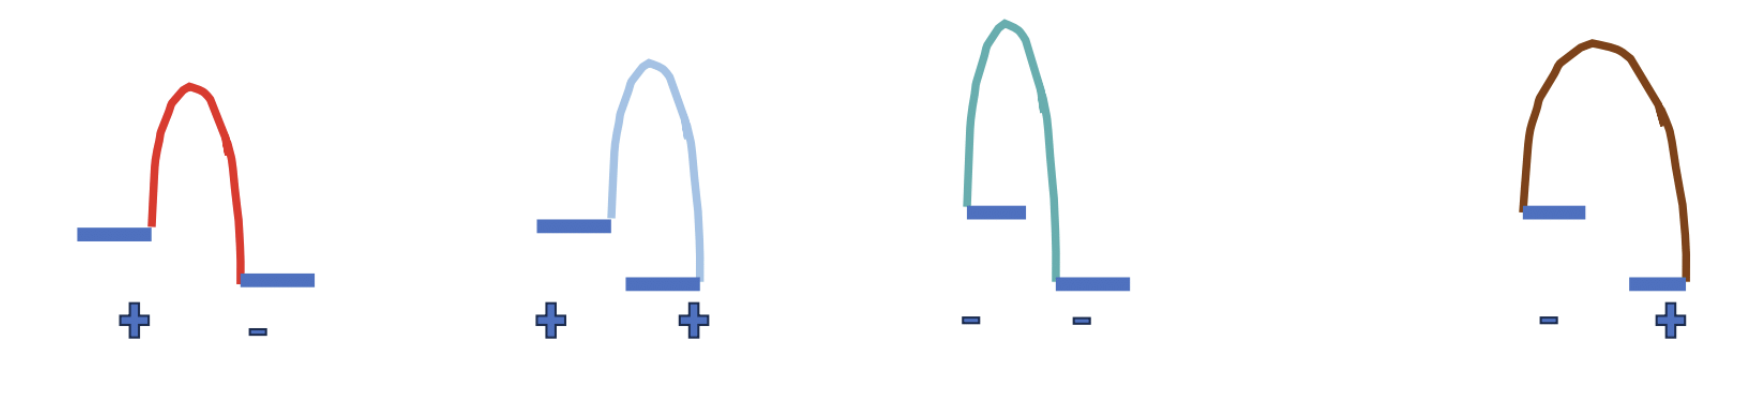 + - + + - - - +